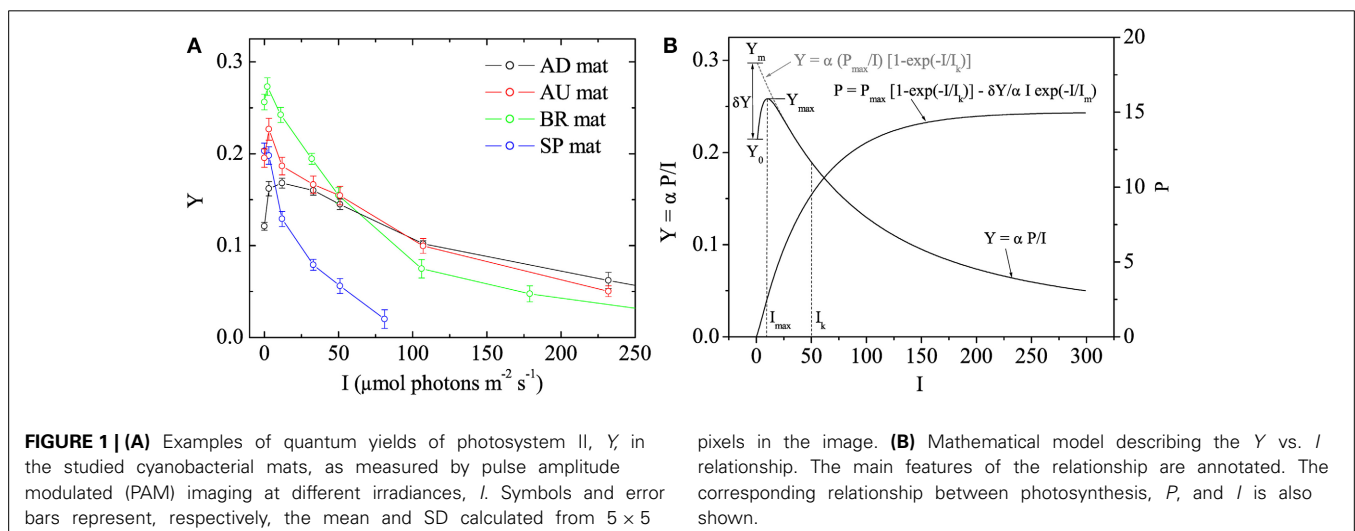 A
0.3
0.2
0.1
0.0
Y
AD mat
AU mat
BR mat
SP mat
0 50 100 150 200 250
I (µmol photons m⁻² s⁻¹)
B
0.3
0.2
0.1
0.0
Y = α P/I
Yₘ
δY
Y₀
Y = α (Pₘₐₓ/I) [1-exp(-I/Iₖ)]
P = Pₘₐₓ [1-exp(-I/Iₖ)] - δY/α I exp(-I/Iₘ)
Yₘₐₓ
Y = α P/I
Iₘₐₓ
Iₖ
20
15
10
5
0
P
0 50 100 150 200 250 300
I
FIGURE 1 | (A) Examples of quantum yields of photosystem II, Y, in
the studied cyanobacterial mats, as measured by pulse amplitude
modulated (PAM) imaging at different irradiances, I. Symbols and error
bars represent, respectively, the mean and SD calculated from 5 × 5
pixels in the image. (B) Mathematical model describing the Y vs. I
relationship. The main features of the relationship are annotated. The
corresponding relationship between photosynthesis, P, and I is also
shown.